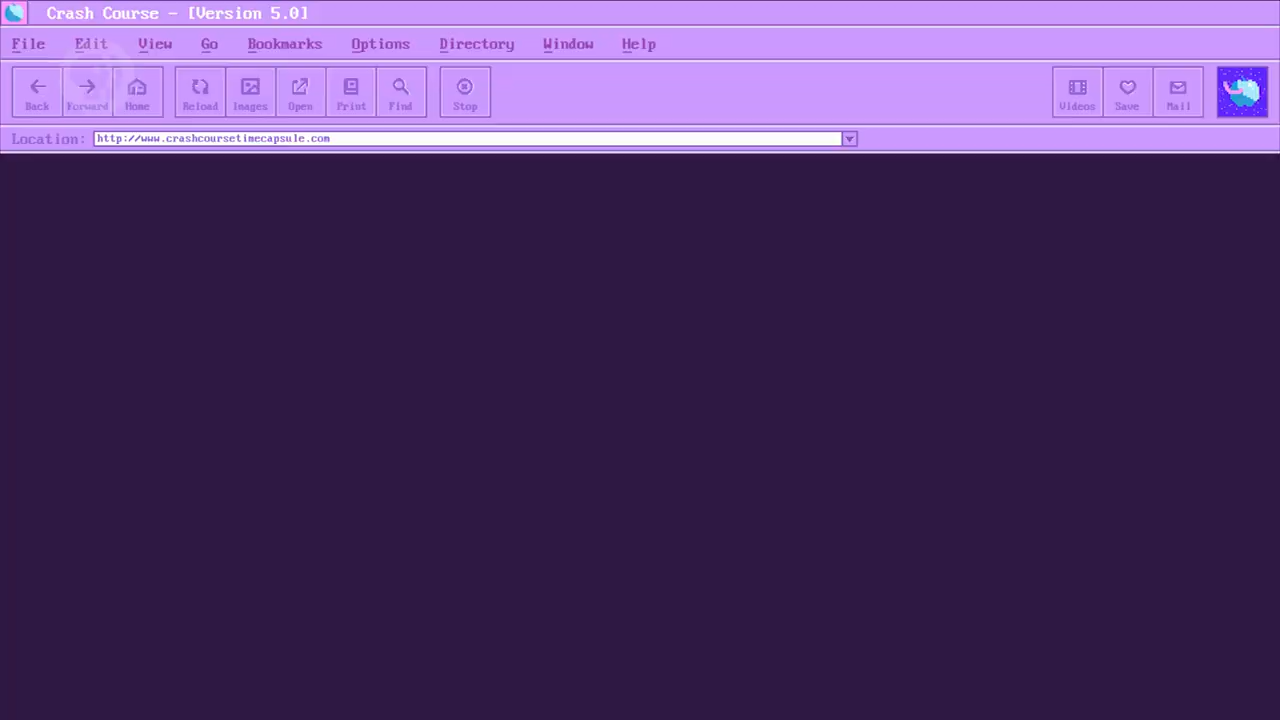 Crash Course - [Version 5.0]
File Edit View Go Bookmarks Options Directory Window Help
Back Forward Home Reload Images Open Print Find Stop Videos Save Mail
Location: http://www.crashcoursetimecapsule.com